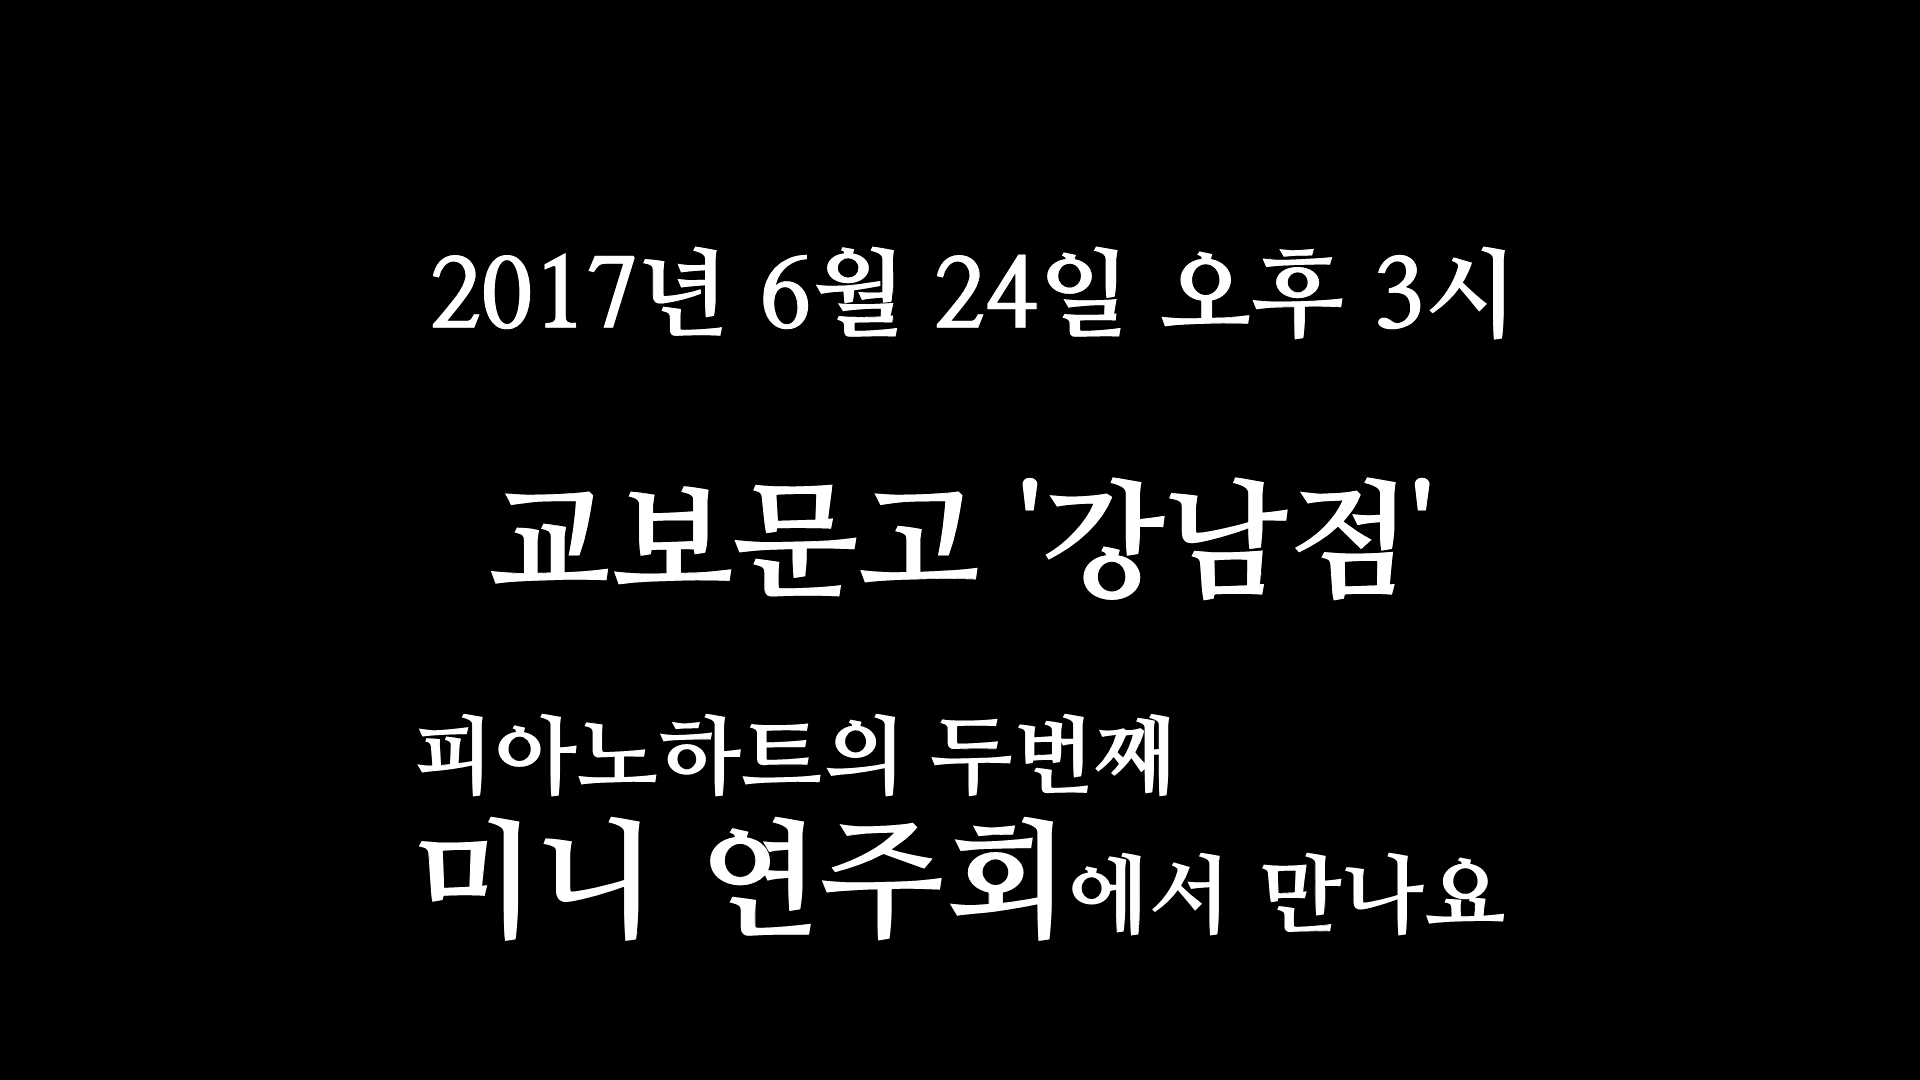 2017년 6월 24일 오후 3시
교보문고 '강남점'
피아노하트의 두번째
미니 연주회에서 만나요